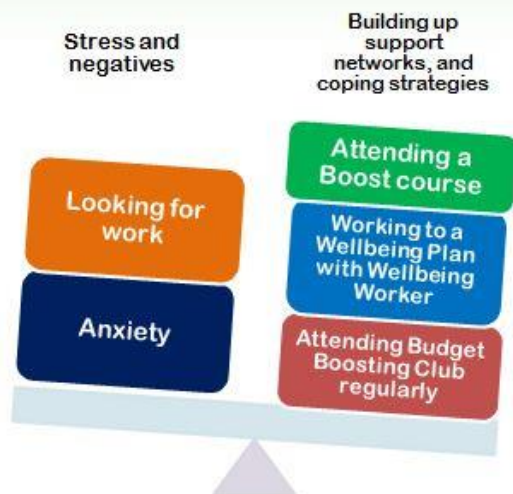 Stress and
negatives
Building up
support
networks, and
coping strategies
Looking for
work
Anxiety
Attending a
Boost course
Working to a
Wellbeing Plan
with Wellbeing
Worker
Attending Budget
Boosting Club
regularly